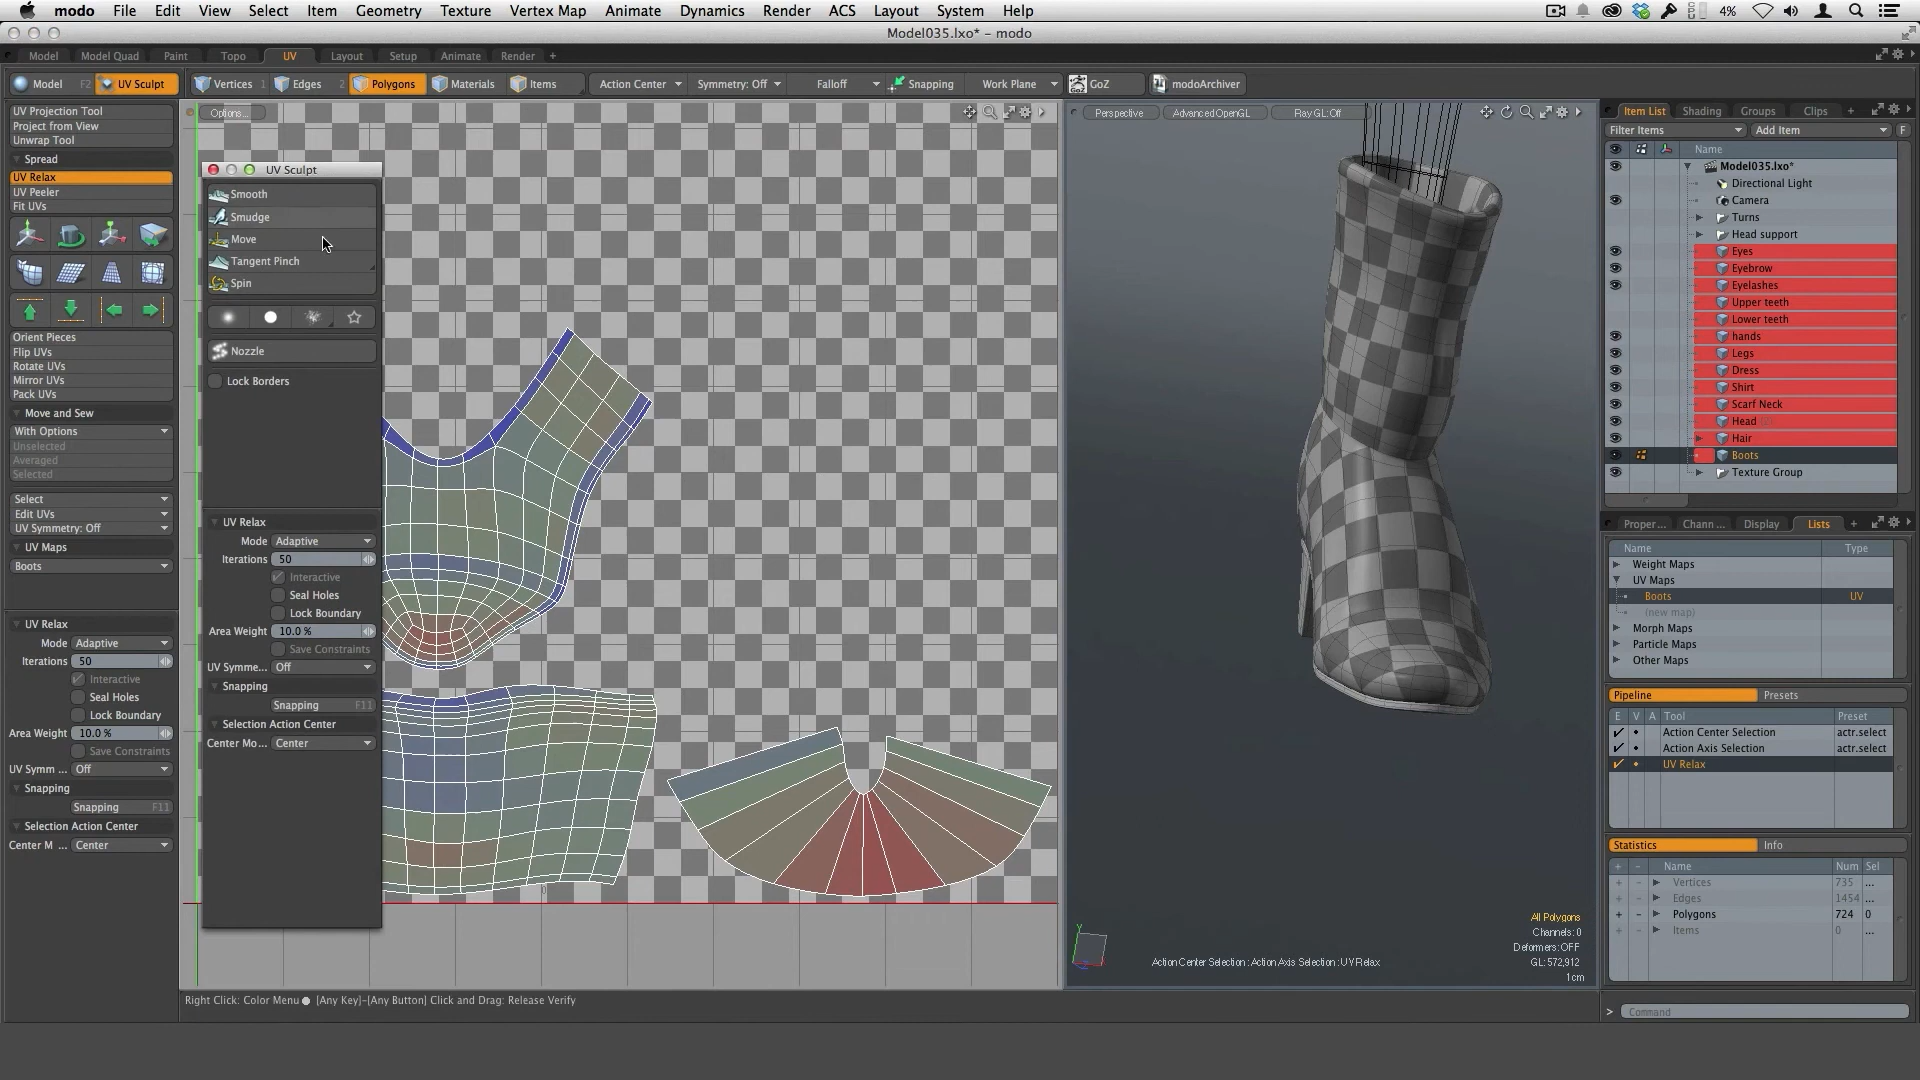 modo File Edit View Select Item Geometry Texture Vertex Map Animate Dynamics Render ACS Layout System Help 4%
Model035.lxo* – modo
Model Model Quad Paint Topo UV Layout Setup Animate Render +
Model F2 UV Sculpt Vertices 1 Edges 2 Polygons Materials Items Action Center Symmetry: Off Falloff Snapping Work Plane GoZ modoArchiver
UV Projection Tool
Project from View
Unwrap Tool
Spread
UV Relax
UV Peeler
Fit UVs
Orient Pieces
Flip UVs
Rotate UVs
Mirror UVs
Pack UVs
Move and Sew
With Options
Unselected
Averaged
Selected
Select
Edit UVs
UV Symmetry: Off
UV Maps
Boots
UV Relax
Mode Adaptive
Iterations 50
Interactive
Seal Holes
Lock Boundary
Area Weight 10.0 %
Save Constraints
UV Symm ... Off
Snapping
Snapping F11
Selection Action Center
Center M ... Center
Options...
UV Sculpt
Smooth
Smudge
Move
Tangent Pinch
Spin
Nozzle
Lock Borders
UV Relax
Mode Adaptive
Iterations 50
Interactive
Seal Holes
Lock Boundary
Area Weight 10.0 %
Save Constraints
UV Symme... Off
Snapping
Snapping F11
Selection Action Center
Center Mo... Center
Perspective AdvancedOpenGL Ray GL: Off
All Polygons
Channels: 0
Deformers: OFF
GL: 572,912
1cm
Action Center Selection : Action Axis Selection : UV Relax
Right Click: Color Menu ● [Any Key]-[Any Button] Click and Drag: Release Verify
Item List Shading Groups Clips +
Filter Items Add Item F
Name
Model035.lxo*
Directional Light
Camera
Turns
Head support
Eyes
Eyebrow
Eyelashes
Upper teeth
Lower teeth
hands
Legs
Dress
Shirt
Scarf Neck
Head
Hair
Boots
Texture Group
Proper... Chann ... Display Lists +
Name Type
Weight Maps
UV Maps
Boots UV
(new map)
Morph Maps
Particle Maps
Other Maps
Pipeline Presets
E V A Tool Preset
Action Center Selection actr.select
Action Axis Selection actr.select
UV Relax
Statistics Info
Name Num Sel
+ – Vertices 735 ...
+ – Edges 1454 ...
+ – Polygons 724 0
+ – Items 0 ...
> Command